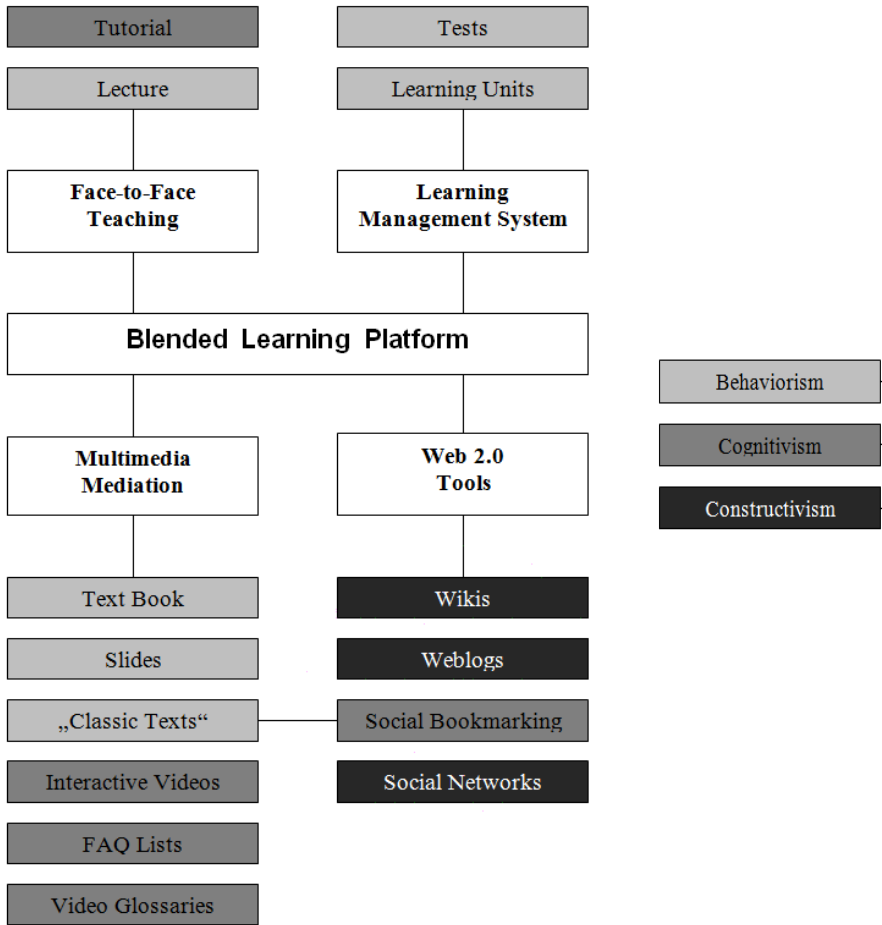 Tutorial
Tests
Lecture
Learning Units
Face-to-Face
Teaching
Learning
Management System
Blended Learning Platform
Behaviorism
Cognitivism
Constructivism
Multimedia
Mediation
Web 2.0
Tools
Text Book
Wikis
Slides
Weblogs
„Classic Texts“
Social Bookmarking
Interactive Videos
Social Networks
FAQ Lists
Video Glossaries